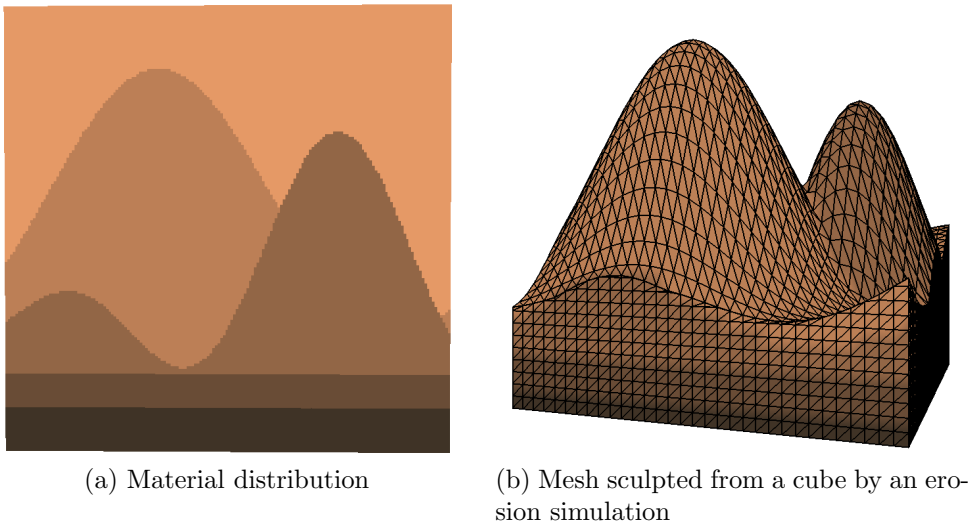 (a) Material distribution
(b) Mesh sculpted from a cube by an ero-
sion simulation